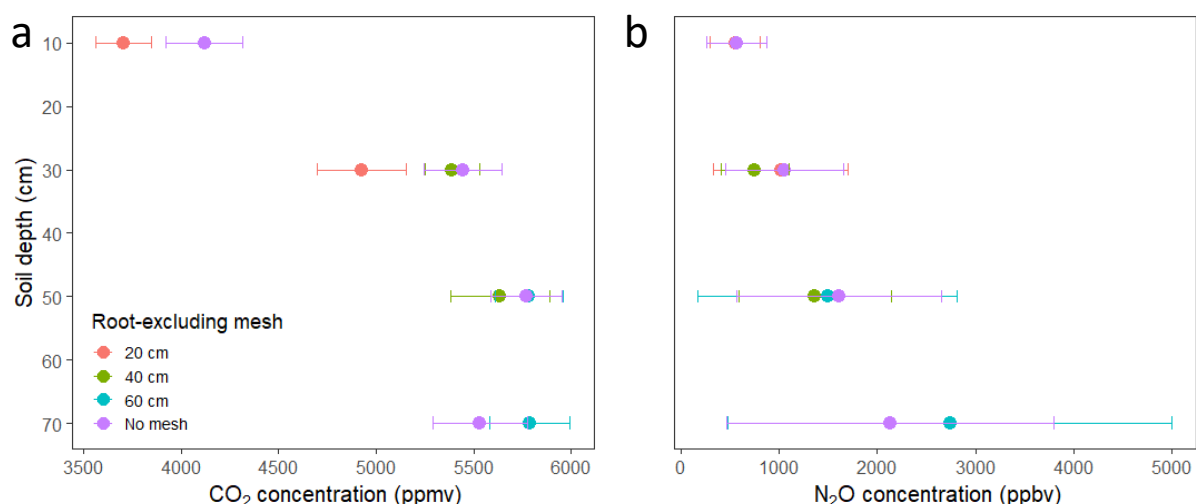 a
b
10
20
30
40
50
60
70
Soil depth (cm)
Root-excluding mesh
20 cm
40 cm
60 cm
No mesh
3500 4000 4500 5000 5500 6000
0 1000 2000 3000 4000 5000
CO₂ concentration (ppmv)
N₂O concentration (ppbv)